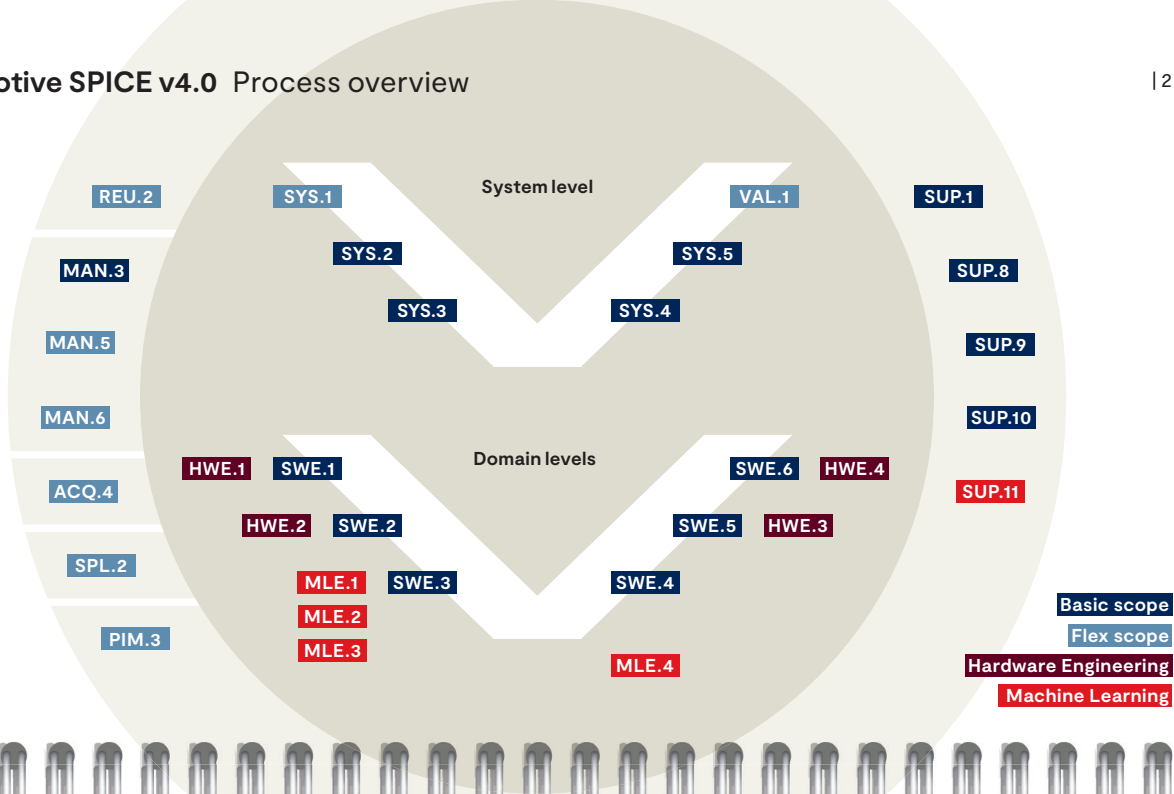 otive SPICE v4.0 Process overview
| 2
System level
REU.2 SYS.1 VAL.1 SUP.1
SYS.2 SYS.5
MAN.3 SUP.8
SYS.3 SYS.4
MAN.5 SUP.9
MAN.6 SUP.10
Domain levels
HWE.1 SWE.1 SWE.6 HWE.4
ACQ.4 SUP.11
HWE.2 SWE.2 SWE.5 HWE.3
SPL.2
MLE.1 SWE.3 SWE.4
MLE.2
PIM.3
MLE.3
MLE.4
Basic scope
Flex scope
Hardware Engineering
Machine Learning